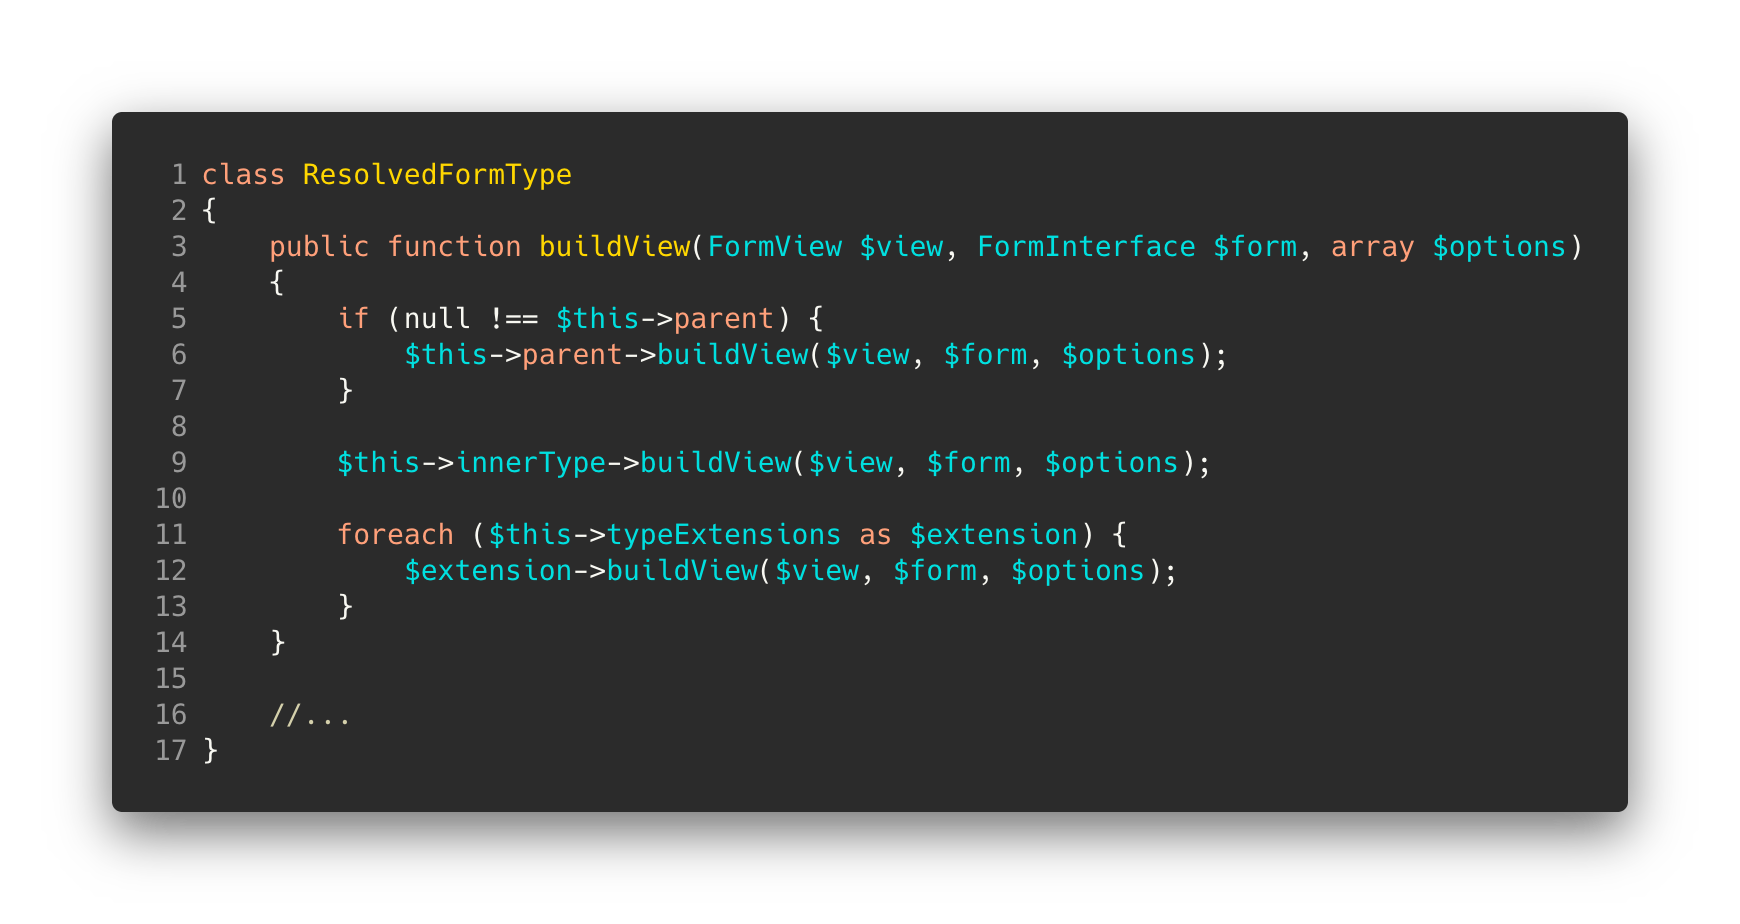 1 class ResolvedFormType
2 {
3     public function buildView(FormView $view, FormInterface $form, array $options)
4     {
5         if (null !== $this->parent) {
6             $this->parent->buildView($view, $form, $options);
7         }
8
9         $this->innerType->buildView($view, $form, $options);
10
11         foreach ($this->typeExtensions as $extension) {
12             $extension->buildView($view, $form, $options);
13         }
14     }
15
16     //...
17 }